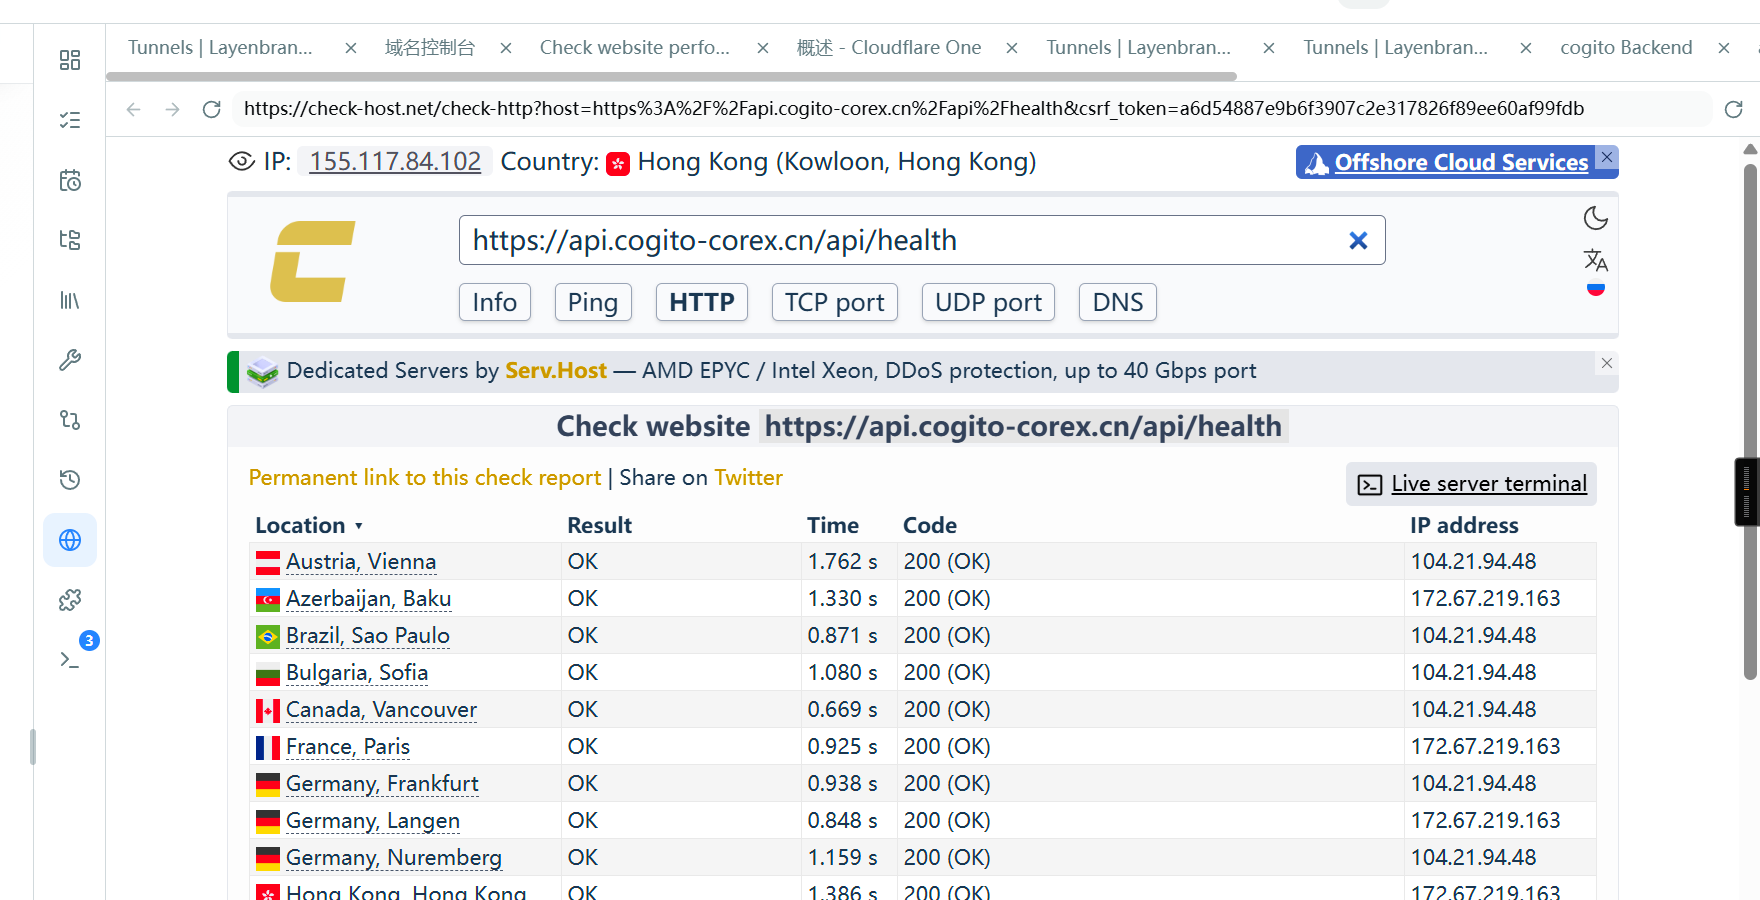 Tunnels | Layenbran...
域名控制台
Check website perfo...
概述 - Cloudflare One
Tunnels | Layenbran...
Tunnels | Layenbran...
cogito Backend
https://check-host.net/check-http?host=https%3A%2F%2Fapi.cogito-corex.cn%2Fapi%2Fhealth&csrf_token=a6d54887e9b6f3907c2e317826f89ee60af99fdb
IP: 155.117.84.102 Country: Hong Kong (Kowloon, Hong Kong)
Offshore Cloud Services
https://api.cogito-corex.cn/api/health
Info Ping HTTP TCP port UDP port DNS
Dedicated Servers by Serv.Host — AMD EPYC / Intel Xeon, DDoS protection, up to 40 Gbps port
Check website https://api.cogito-corex.cn/api/health
Permanent link to this check report | Share on Twitter
Live server terminal
Location ▼ Result Time Code IP address
Austria, Vienna OK 1.762 s 200 (OK) 104.21.94.48
Azerbaijan, Baku OK 1.330 s 200 (OK) 172.67.219.163
Brazil, Sao Paulo OK 0.871 s 200 (OK) 104.21.94.48
Bulgaria, Sofia OK 1.080 s 200 (OK) 104.21.94.48
Canada, Vancouver OK 0.669 s 200 (OK) 104.21.94.48
France, Paris OK 0.925 s 200 (OK) 172.67.219.163
Germany, Frankfurt OK 0.938 s 200 (OK) 104.21.94.48
Germany, Langen OK 0.848 s 200 (OK) 172.67.219.163
Germany, Nuremberg OK 1.159 s 200 (OK) 104.21.94.48
Hong Kong, Hong Kong OK 1.386 s 200 (OK) 172.67.219.163
3